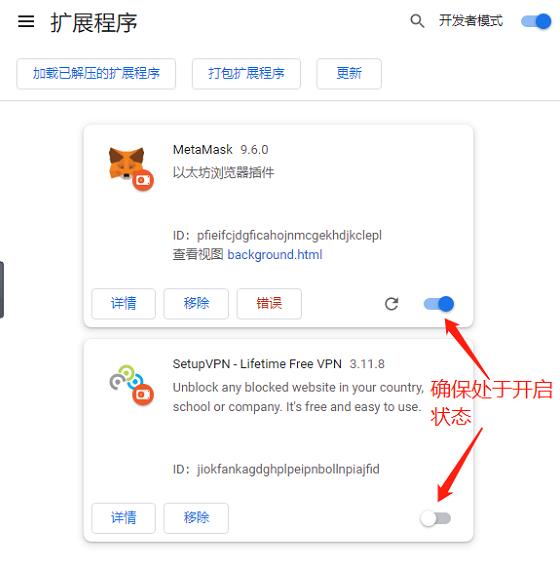 扩展程序
开发者模式
加载已解压的扩展程序 打包扩展程序 更新
MetaMask 9.6.0
以太坊浏览器插件
ID：pfieifcjdgficahojnmcgekhdjkclepl
查看视图 background.html
详情 移除 错误
SetupVPN - Lifetime Free VPN 3.11.8
Unblock any blocked website in your country,
school or company. It's free and easy to use.
确保处于开启
状态
ID：jiokfankagdghplpeipnbollnpiajfid
详情 移除